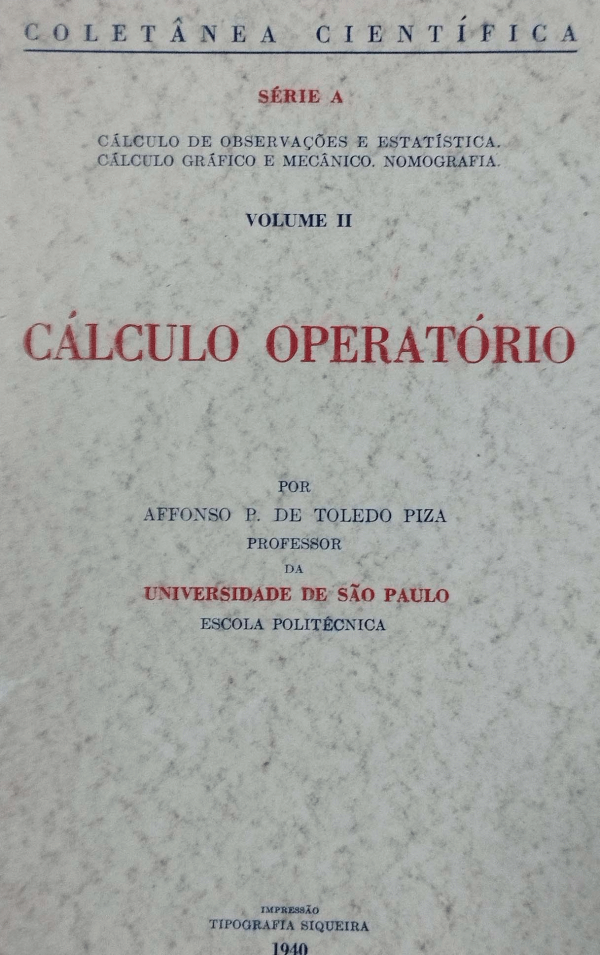 COLETÂNEA CIENTÍFICA
SÉRIE A
CÁLCULO DE OBSERVAÇÕES E ESTATÍSTICA.
CÁLCULO GRÁFICO E MECÂNICO. NOMOGRAFIA.
VOLUME II
CÁLCULO OPERATÓRIO
POR
AFFONSO P. DE TOLEDO PIZA
PROFESSOR
DA
UNIVERSIDADE DE SÃO PAULO
ESCOLA POLITÉCNICA
IMPRESSÃO
TIPOGRAFIA SIQUEIRA
1940